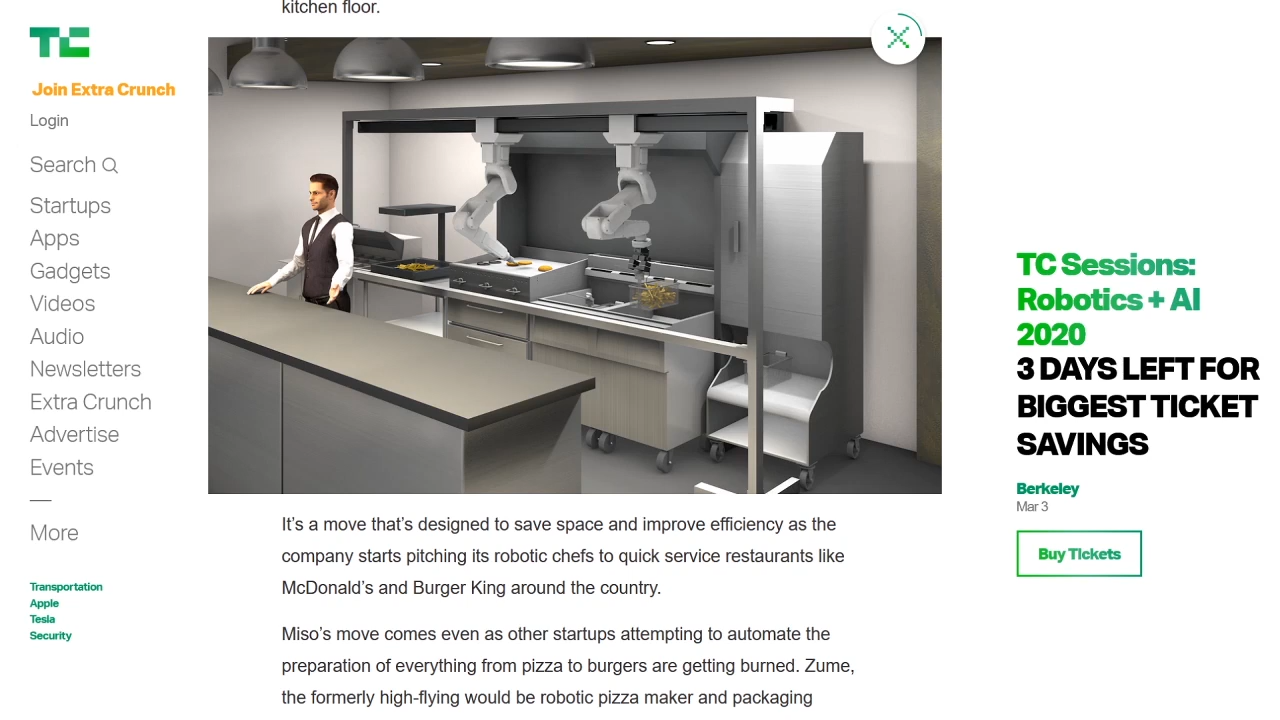 TC
Join Extra Crunch
Login
Search
Startups
Apps
Gadgets
Videos
Audio
Newsletters
Extra Crunch
Advertise
Events
More
Transportation
Apple
Tesla
Security
kitchen floor.
It’s a move that’s designed to save space and improve efficiency as the
company starts pitching its robotic chefs to quick service restaurants like
McDonald’s and Burger King around the country.
Miso’s move comes even as other startups attempting to automate the
preparation of everything from pizza to burgers are getting burned. Zume,
the formerly high-flying would be robotic pizza maker and packaging
TC Sessions:
Robotics + AI
2020
3 DAYS LEFT FOR
BIGGEST TICKET
SAVINGS
Berkeley
Mar 3
Buy Tickets